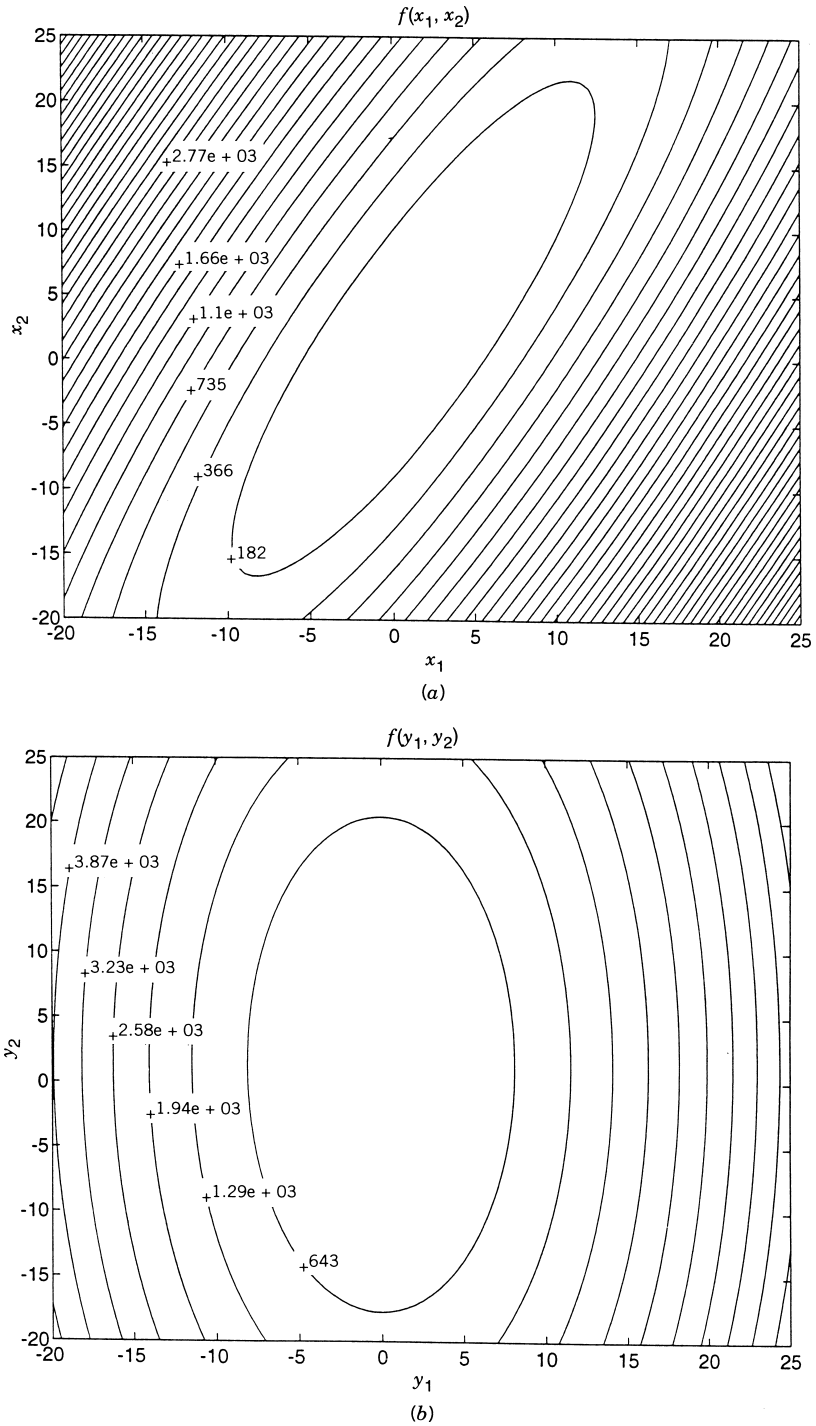 f(x1, x2)
25
20
+2.77e + 03
15
10
+1.66e + 03
5
+1.1e + 03
x2
0
+735
-5
+366
-10
-15
+182
-20
-20 -15 -10 -5 0 5 10 15 20 25
x1
(a)
f(y1, y2)
25
20
+3.87e + 03
15
10
+3.23e + 03
5
+2.58e + 03
y2
0
+1.94e + 03
-5
+1.29e + 03
-10
+643
-15
-20
-20 -15 -10 -5 0 5 10 15 20 25
y1
(b)